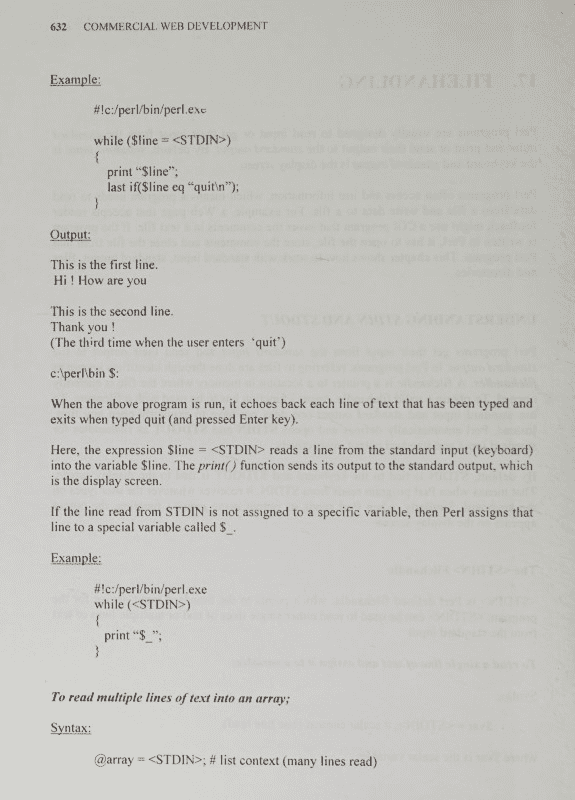 632 COMMERCIAL WEB DEVELOPMENT
Example:
#!c:/perl/bin/perl.exe
while ($line = <STDIN>)
{
print “$line”;
last if($line eq “quit\n”);
}
Output:
This is the first line.
Hi ! How are you
This is the second line.
Thank you !
(The third time when the user enters ‘quit’)
c:\perl\bin $:
When the above program is run, it echoes back each line of text that has been typed and
exits when typed quit (and pressed Enter key).
Here, the expression $line = <STDIN> reads a line from the standard input (keyboard)
into the variable $line. The print( ) function sends its output to the standard output, which
is the display screen.
If the line read from STDIN is not assigned to a specific variable, then Perl assigns that
line to a special variable called $_.
Example:
#!c:/perl/bin/perl.exe
while (<STDIN>)
{
print “$_”;
}
To read multiple lines of text into an array;
Syntax:
@array = <STDIN>; # list context (many lines read)